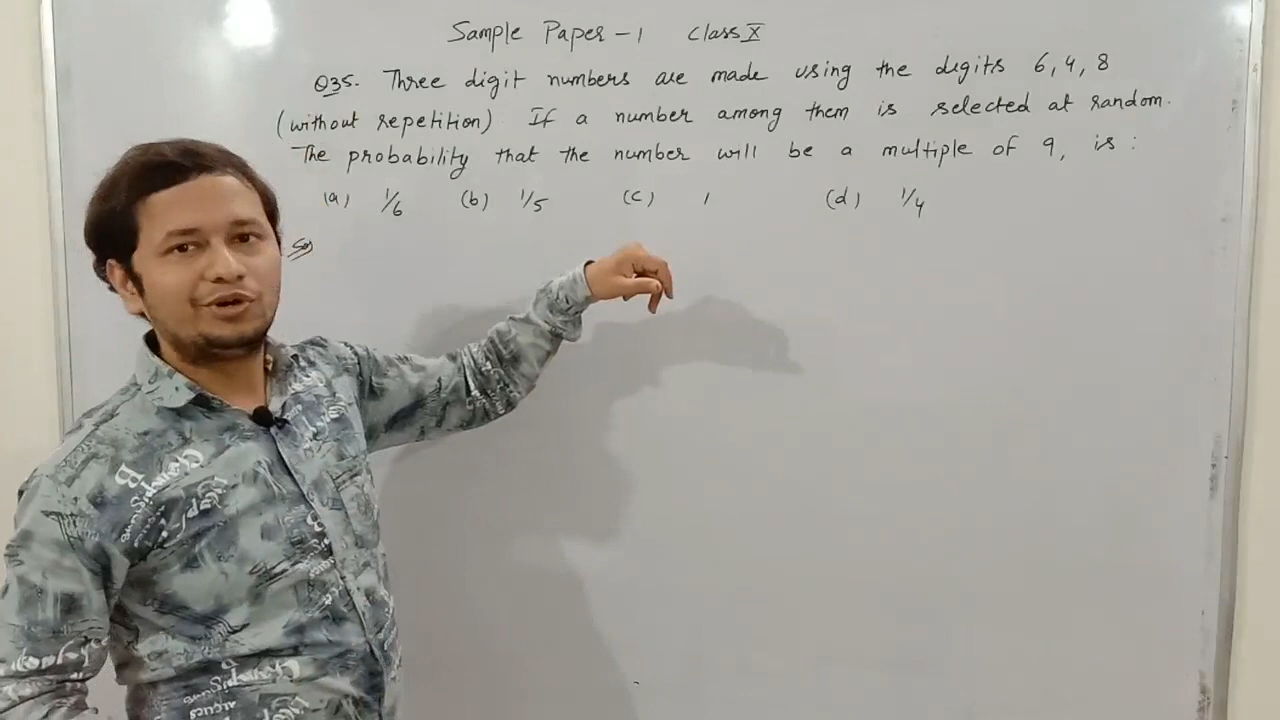 Sample Paper - 1 Class X
Q35. Three digit numbers are made using the digits 6, 4, 8
(without repetition) If a number among them is selected at random.
The probability that the number will be a multiple of 9, is :
(a) 1/6 (b) 1/5 (c) 1 (d) 1/4
Sol